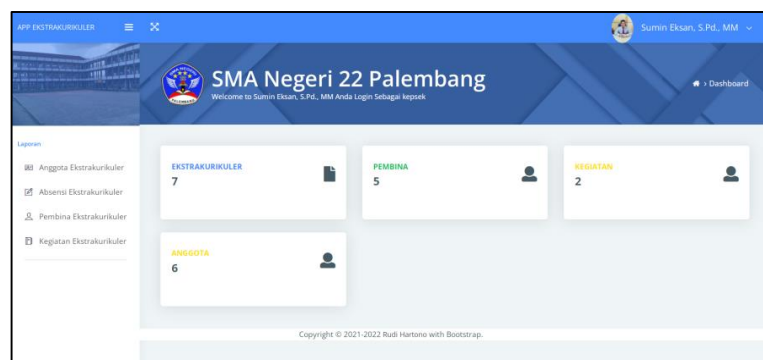 APP EKSTRAKURIKULER
Sumin Eksan, S.Pd., MM
SMA Negeri 22 Palembang
Welcome to Sumin Eksan, S.Pd., MM Anda Login Sebagai kepsek
> Dashboard
Laporan
Anggota Ekstrakurikuler
Absensi Ekstrakurikuler
Pembina Ekstrakurikuler
Kegiatan Ekstrakurikuler
EKSTRAKURIKULER
7
PEMBINA
5
KEGIATAN
2
ANGGOTA
6
Copyright © 2021-2022 Rudi Hartono with Bootstrap.